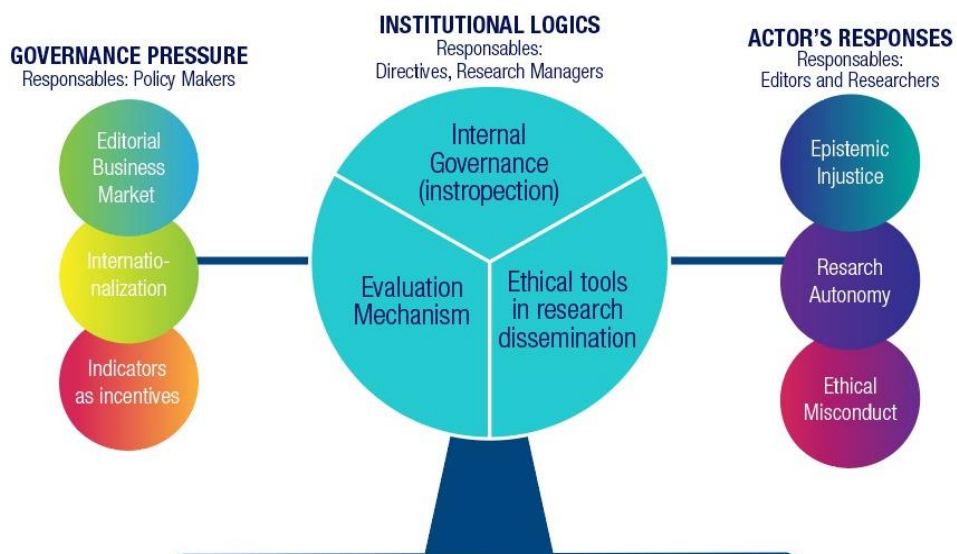 GOVERNANCE PRESSURE
Responsables: Policy Makers
Editorial
Business
Market
Internatio-
nalization
Indicators
as incentives
INSTITUTIONAL LOGICS
Responsables:
Directives, Research Managers
Internal
Governance
(instropection)
Evaluation
Mechanism
Ethical tools
in research
dissemination
ACTOR'S RESPONSES
Responsables:
Editors and Researchers
Epistemic
Injustice
Resarch
Autonomy
Ethical
Misconduct